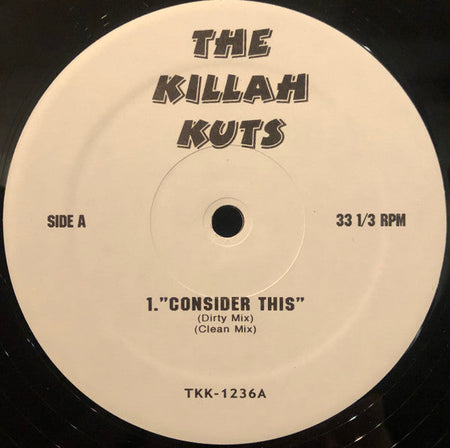 THE
KILLAH
KUTS
SIDE A
33 1/3 RPM
1."CONSIDER THIS"
(Dirty Mix)
(Clean Mix)
TKK-1236A